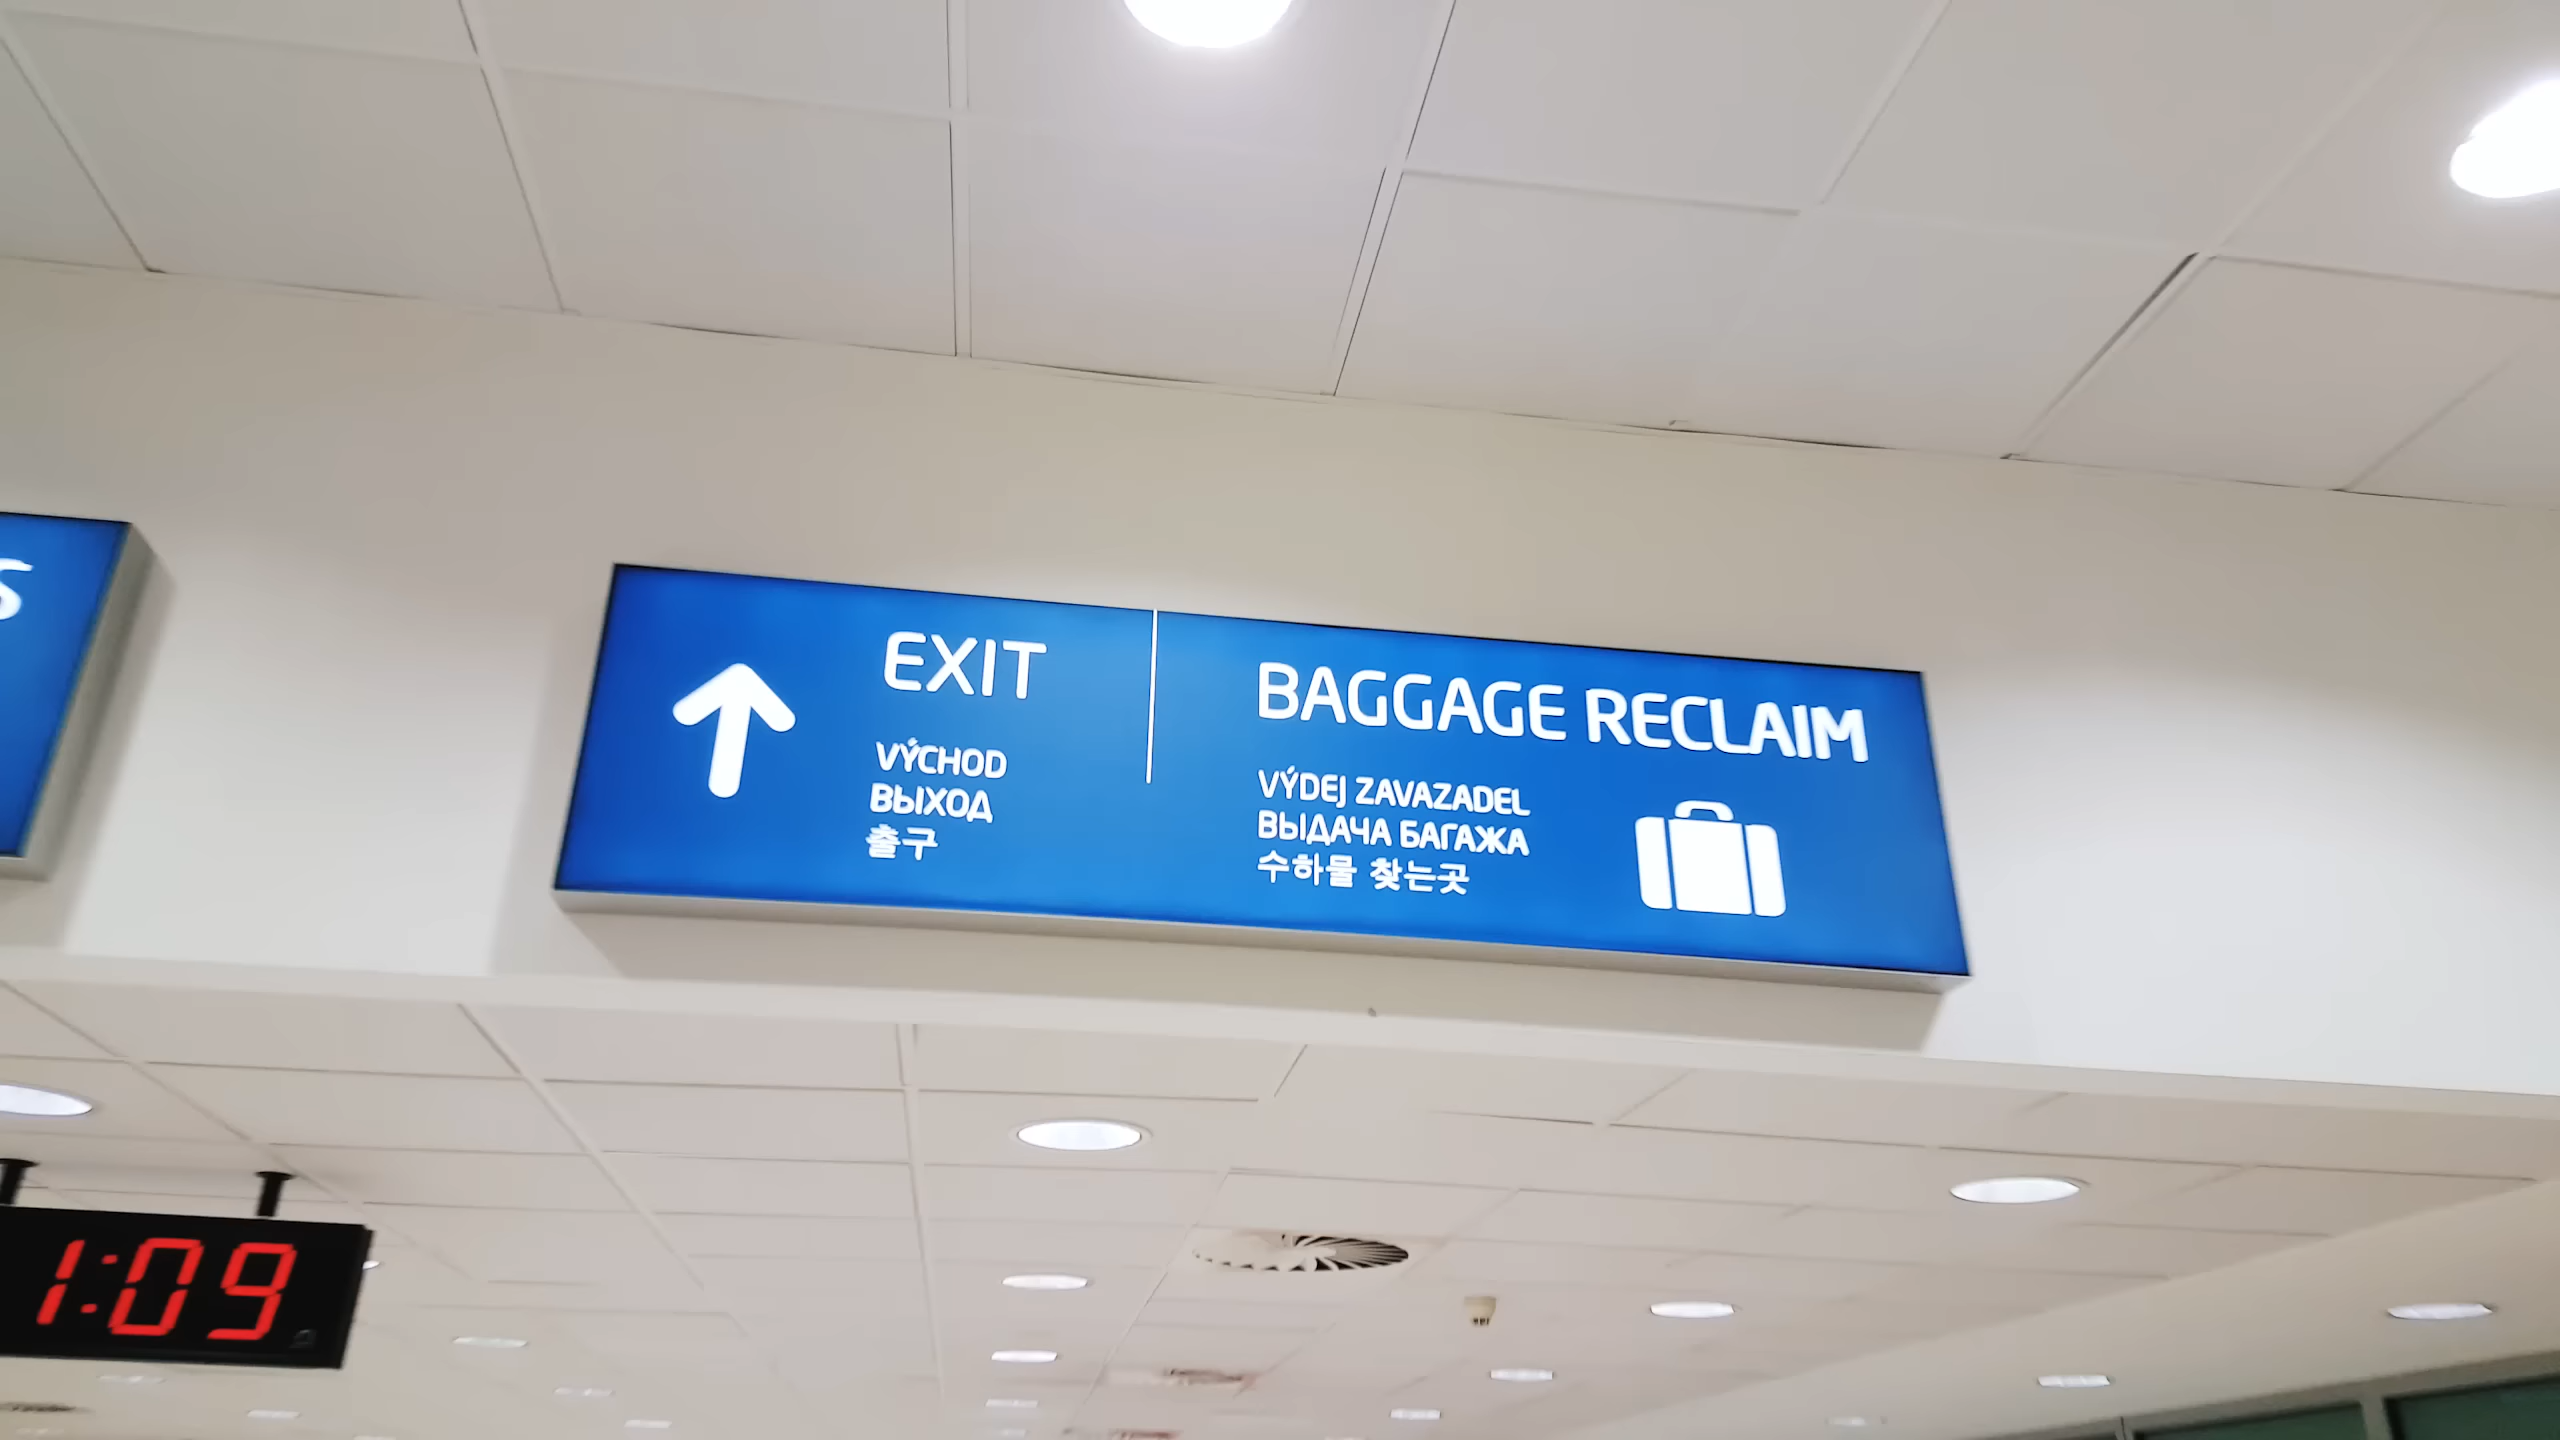 EXIT
VÝCHOD
ВЫХОД
출구
BAGGAGE RECLAIM
VÝDEJ ZAVAZADEL
ВЫДАЧА БАГАЖА
수하물 찾는곳
1:09